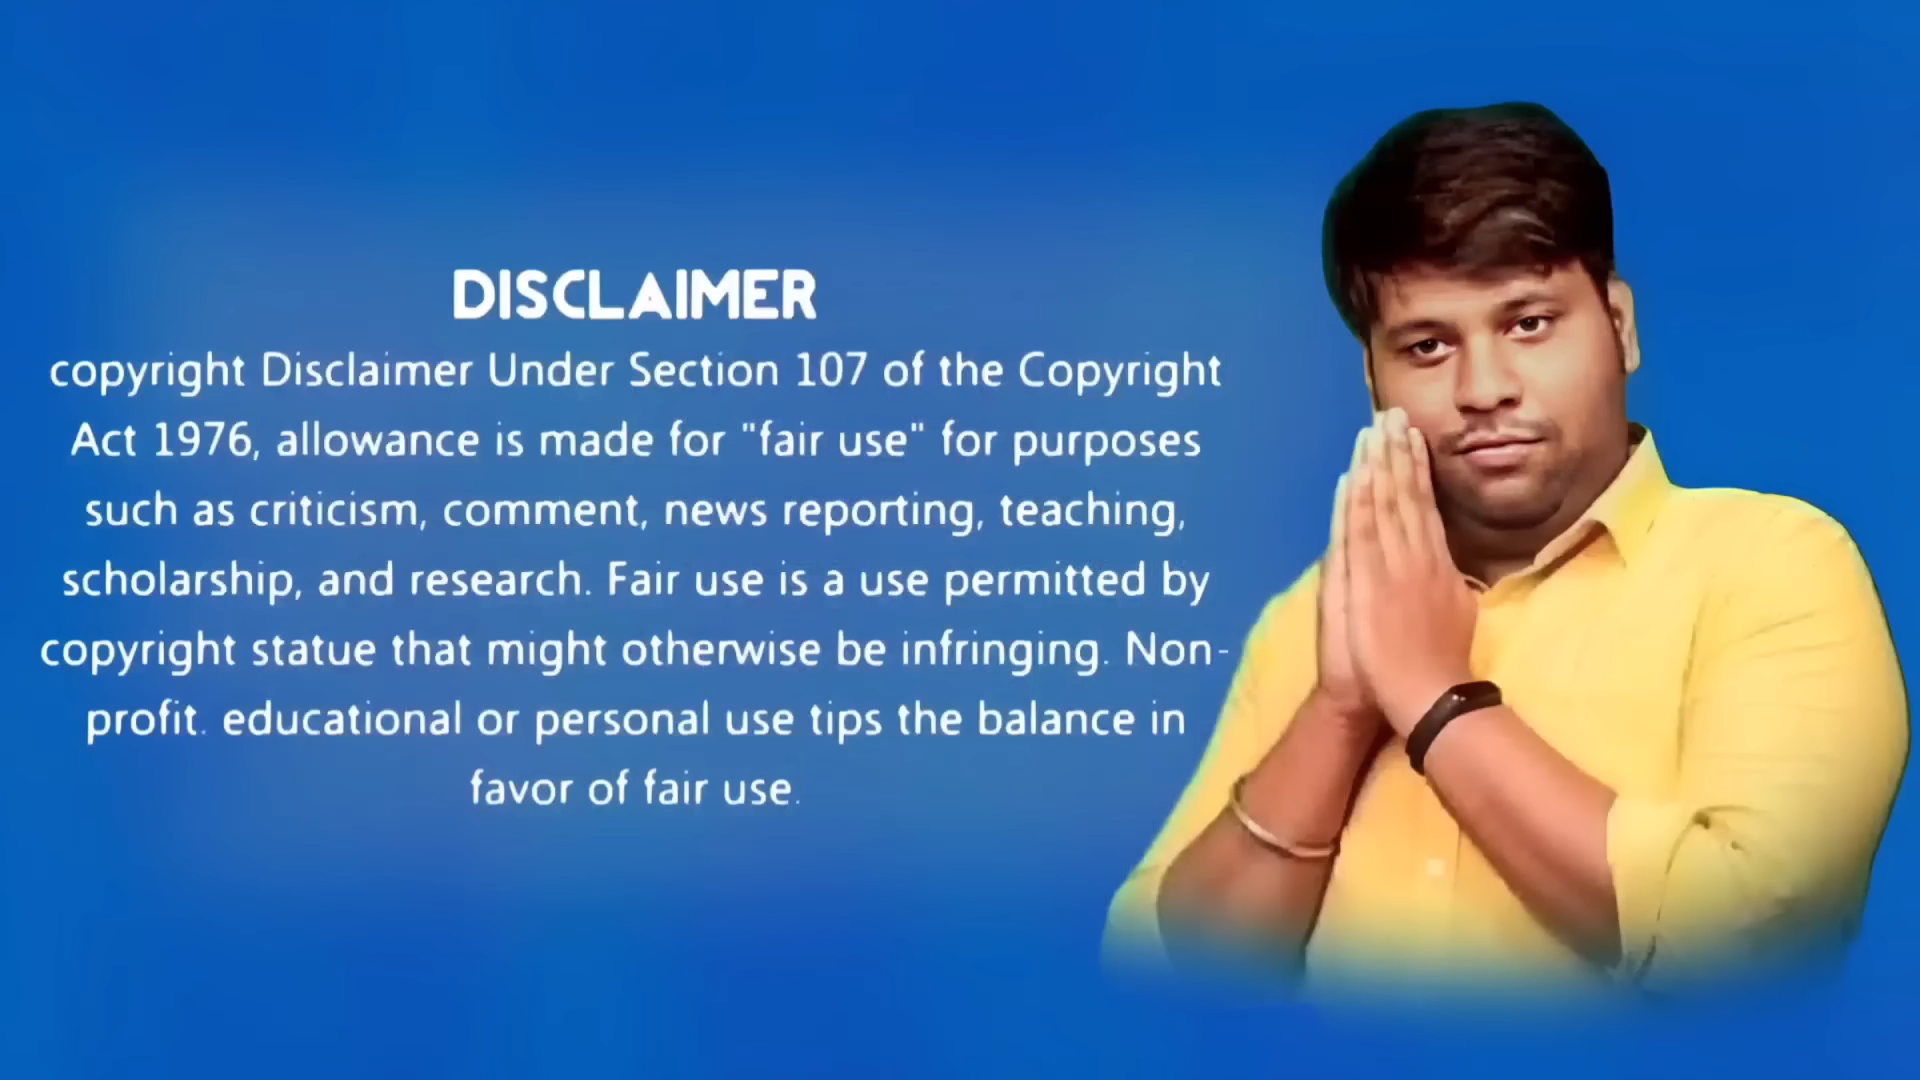 DISCLAIMER
copyright Disclaimer Under Section 107 of the Copyright
Act 1976, allowance is made for "fair use" for purposes
such as criticism, comment, news reporting, teaching,
scholarship, and research. Fair use is a use permitted by
copyright statue that might otherwise be infringing. Non-
profit. educational or personal use tips the balance in
favor of fair use.